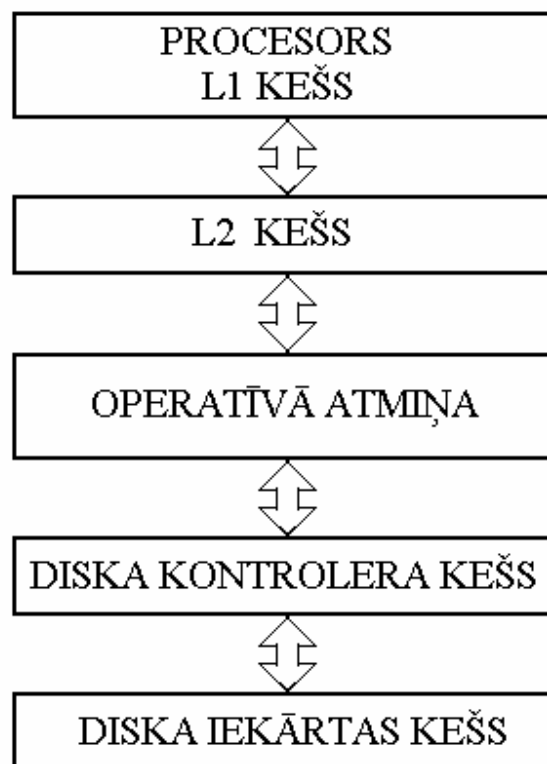 PROCESORS
L1 KEŠS
L2 KEŠS
OPERATĪVĀ ATMIŅA
DISKA KONTROLERA KEŠS
DISKA IEKĀRTAS KEŠS